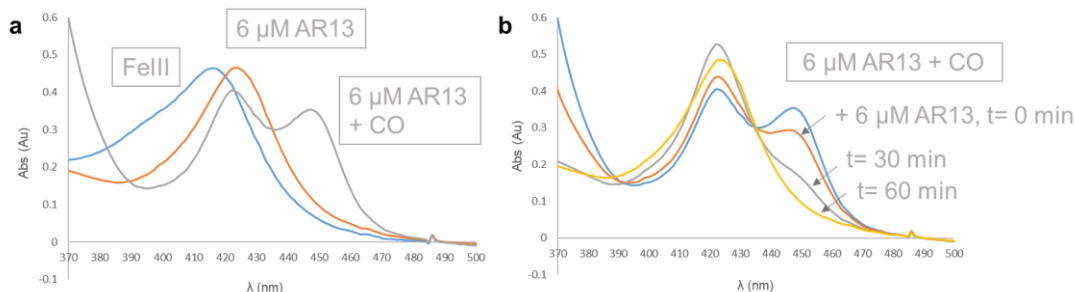 a
0.6
0.5
0.4
0.3
0.2
0.1
0
-0.1
Abs (Au)
FeIII
6 µM AR13
6 µM AR13
+ CO
370 380 390 400 410 420 430 440 450 460 470 480 490 500
λ (nm)
b
0.6
0.5
0.4
0.3
0.2
0.1
0
-0.1
Abs (Au)
6 µM AR13 + CO
+ 6 µM AR13, t= 0 min
t= 30 min
t= 60 min
370 380 390 400 410 420 430 440 450 460 470 480 490 500
λ (nm)